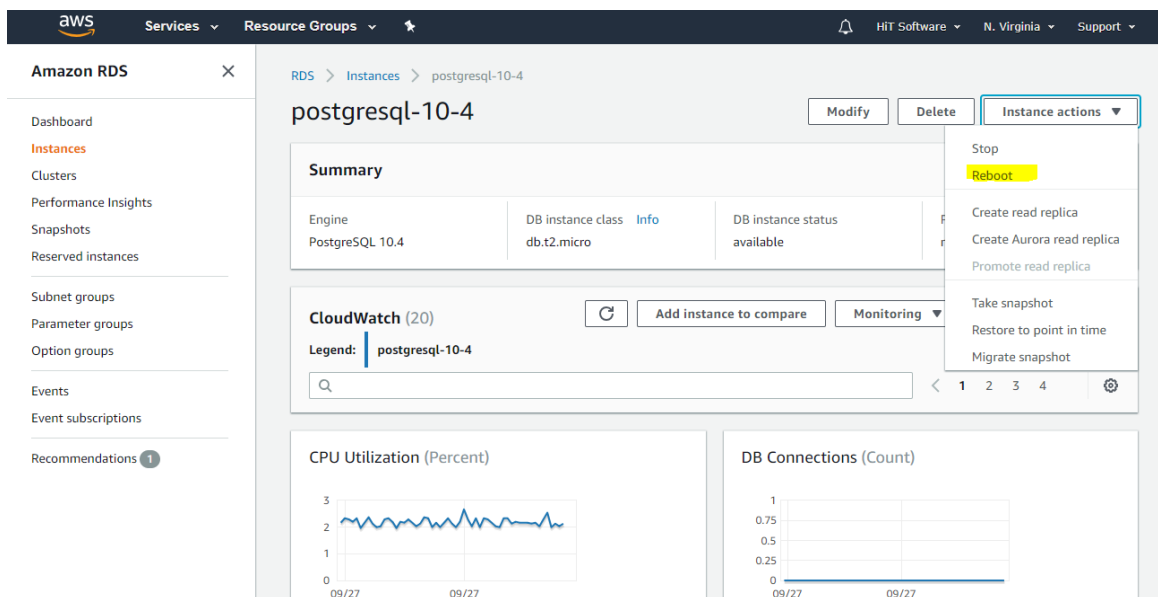 aws Services Resource Groups HiT Software N. Virginia Support
Amazon RDS
Dashboard
Instances
Clusters
Performance Insights
Snapshots
Reserved instances
Subnet groups
Parameter groups
Option groups
Events
Event subscriptions
Recommendations 1
RDS Instances postgresql-10-4
postgresql-10-4
Modify Delete Instance actions
Stop
Reboot
Create read replica
Create Aurora read replica
Promote read replica
Take snapshot
Restore to point in time
Migrate snapshot
Summary
Engine DB instance class Info DB instance status
PostgreSQL 10.4 db.t2.micro available
CloudWatch (20) Add instance to compare Monitoring
Legend: postgresql-10-4
1 2 3 4
CPU Utilization (Percent)
3
2
1
0
09/27 09/27
DB Connections (Count)
1
0.75
0.5
0.25
0
09/27 09/27